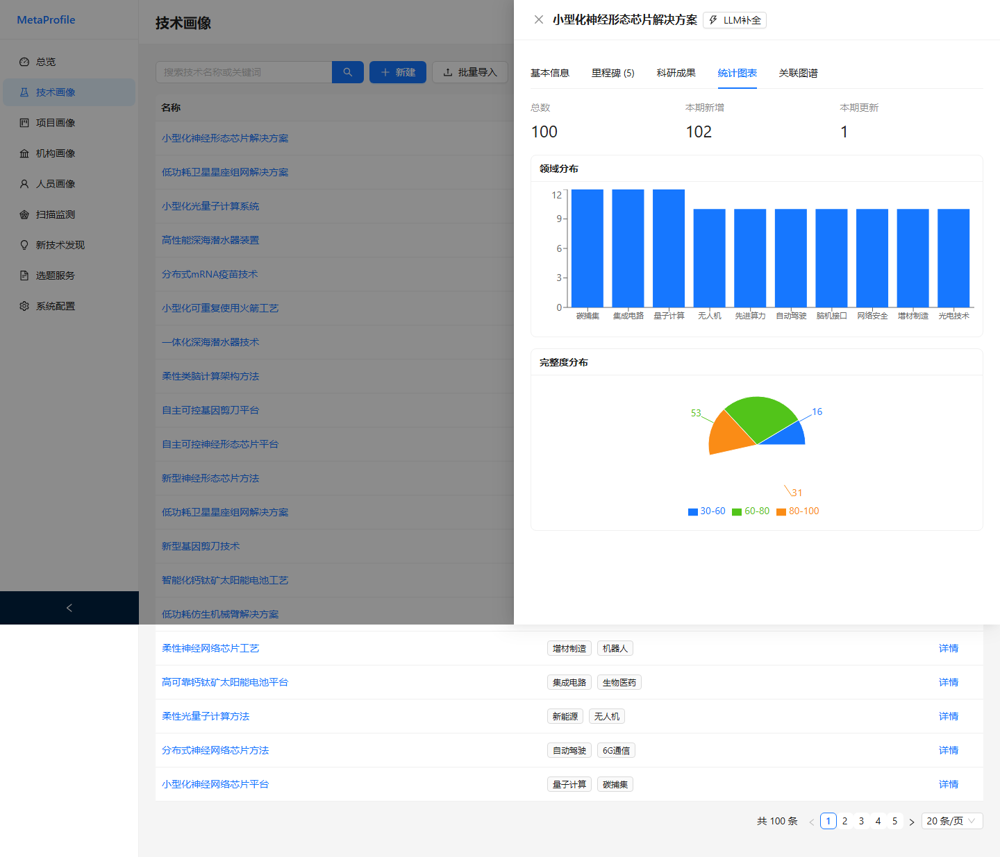 MetaProfile
总览
技术画像
项目画像
机构画像
人员画像
扫描监测
新技术发现
选题服务
系统配置
技术画像
搜索技术名称或关键词
新建
批量导入
名称
小型化神经形态芯片解决方案
低功耗卫星星座组网解决方案
小型化光量子计算系统
高性能深海潜水器装置
分布式mRNA疫苗技术
小型化可重复使用火箭工艺
一体化深海潜水器技术
柔性类脑计算架构方法
自主可控基因剪刀平台
自主可控神经形态芯片平台
新型神经形态芯片方法
低功耗卫星星座组网解决方案
新型基因剪刀技术
智能化钙钛矿太阳能电池工艺
低功耗仿生机械臂解决方案
柔性神经网络芯片工艺 增材制造 机器人 详情
高可靠钙钛矿太阳能电池平台 集成电路 生物医药 详情
柔性光量子计算方法 新能源 无人机 详情
分布式神经网络芯片方法 自动驾驶 6G通信 详情
小型化神经网络芯片平台 量子计算 碳捕集 详情
共 100 条 1 2 3 4 5 20 条/页
小型化神经形态芯片解决方案 LLM补全
基本信息 里程碑 (5) 科研成果 统计图表 关联图谱
总数 本期新增 本期更新
100 102 1
领域分布
12
9
6
3
0
碳捕集 集成电路 量子计算 无人机 先进算力 自动驾驶 脑机接口 网络安全 增材制造 光电技术
完整度分布
53 16
31
30-60 60-80 80-100